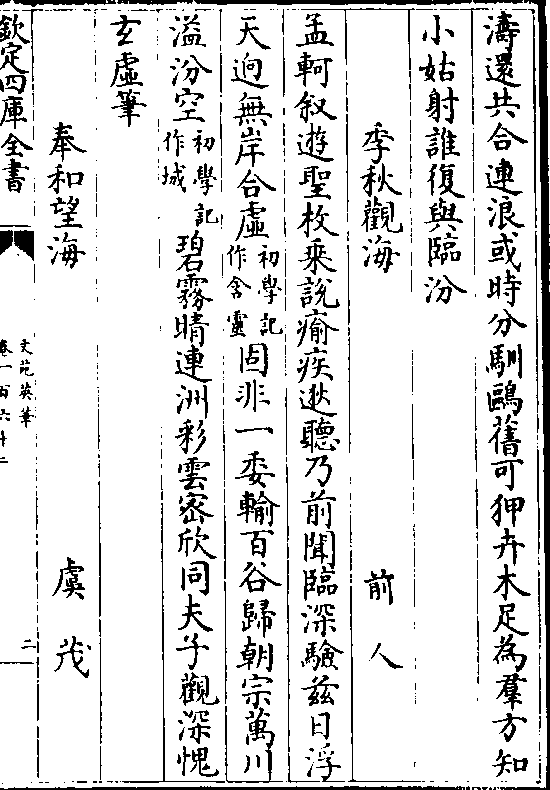 濤還共合連浪或時分馴鷗舊可狎卉木足為羣方知
小姑射誰復與臨汾
季秋觀海 前人
孟軻叙遊聖枚乗說瘉疾逖聽乃前聞臨深驗兹日浮
天逈無岸含虛初學記作含靈固非一委輸百谷歸朝宗萬川
溢汾空初學記作城碧霧晴連洲彩雲密欣同夫子觀深愧
玄虛筆
奉和望海 虞茂
欽定四庫全書
文苑英華
卷一百六十二
二